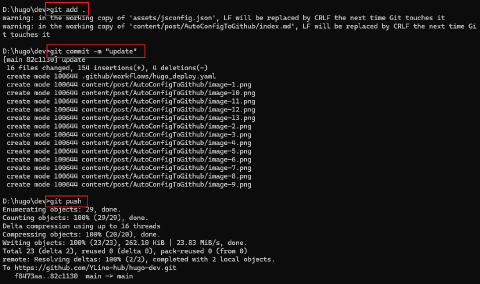 D:\hugo\dev>git add .
warning: in the working copy of 'assets/jsconfig.json', LF will be replaced by CRLF the next time Git touches it
warning: in the working copy of 'content/post/AutoConfigToGithub/index.md', LF will be replaced by CRLF the next time Gi
t touches it
D:\hugo\dev>git commit -m "update"
[main 82c1130] update
16 files changed, 154 insertions(+), 4 deletions(-)
create mode 100644 .github/workflows/hugo_deploy.yaml
create mode 100644 content/post/AutoConfigToGithub/image-1.png
create mode 100644 content/post/AutoConfigToGithub/image-10.png
create mode 100644 content/post/AutoConfigToGithub/image-11.png
create mode 100644 content/post/AutoConfigToGithub/image-12.png
create mode 100644 content/post/AutoConfigToGithub/image-13.png
create mode 100644 content/post/AutoConfigToGithub/image-2.png
create mode 100644 content/post/AutoConfigToGithub/image-3.png
create mode 100644 content/post/AutoConfigToGithub/image-4.png
create mode 100644 content/post/AutoConfigToGithub/image-5.png
create mode 100644 content/post/AutoConfigToGithub/image-6.png
create mode 100644 content/post/AutoConfigToGithub/image-7.png
create mode 100644 content/post/AutoConfigToGithub/image-8.png
create mode 100644 content/post/AutoConfigToGithub/image-9.png
D:\hugo\dev>git push
Enumerating objects: 29, done.
Counting objects: 100% (29/29), done.
Delta compression using up to 16 threads
Compressing objects: 100% (20/20), done.
Writing objects: 100% (23/23), 262.10 KiB | 23.83 MiB/s, done.
Total 23 (delta 2), reused 0 (delta 0), pack-reused 0 (from 0)
remote: Resolving deltas: 100% (2/2), completed with 2 local objects.
To https://github.com/YLine-hub/hugo-dev.git
f8473aa..82c1130 main -> main